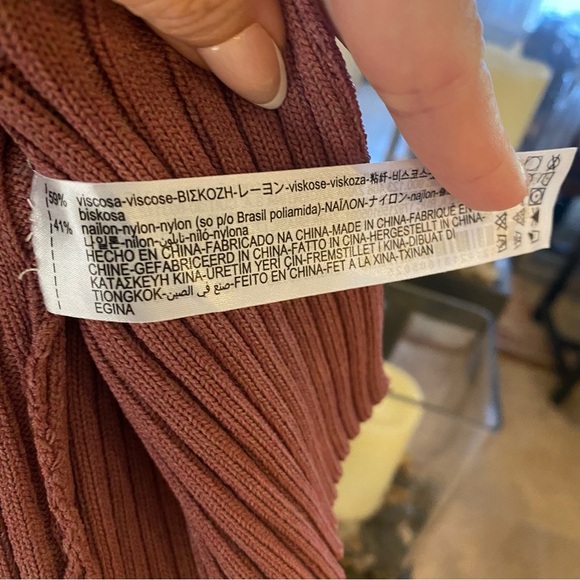 59% viscosa-viscose-ΒΙΣΚΟΖΗ-レーヨン-viskose-viskoza-粘纤-비스코스-
biskosa
41% nailon-nylon-nylon (so p/o Brasil poliamida)-ΝΑΪΛΟΝ-ナイロン-najlon-
나일론-nilon-نايلون-niló-nylona
HECHO EN CHINA-FABRICADO NA CHINA-MADE IN CHINA-FABRIQUÉ EN
CHINE-GEFABRICEERD IN CHINA-FATTO IN CINA-HERGESTELLT IN CHINA-
ΚΑΤΑΣΚΕΥΗ ΚΙΝΑ-ÜRETIM YERI ÇIN-FREMSTILLET I KINA-DIBUAT DI
TIONGKOK-صنع في الصين-FEITO EN CHINA-FET A LA XINA-TXINAN
EGINA